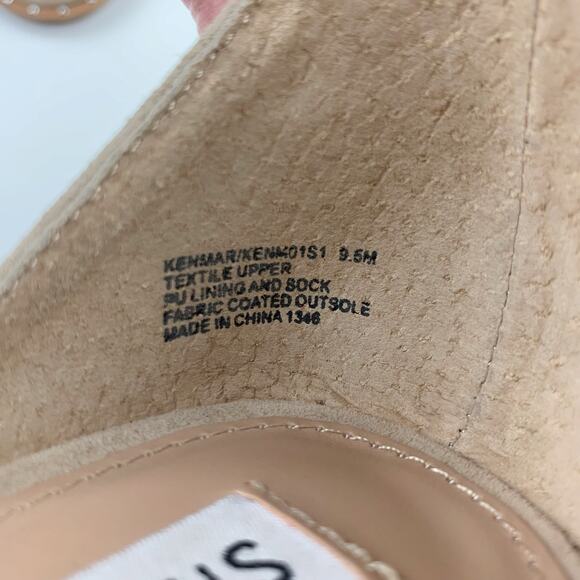 KENMAR/KENM01S1 9.5M
TEXTILE UPPER
PU LINING AND SOCK
FABRIC COATED OUTSOLE
MADE IN CHINA 1346